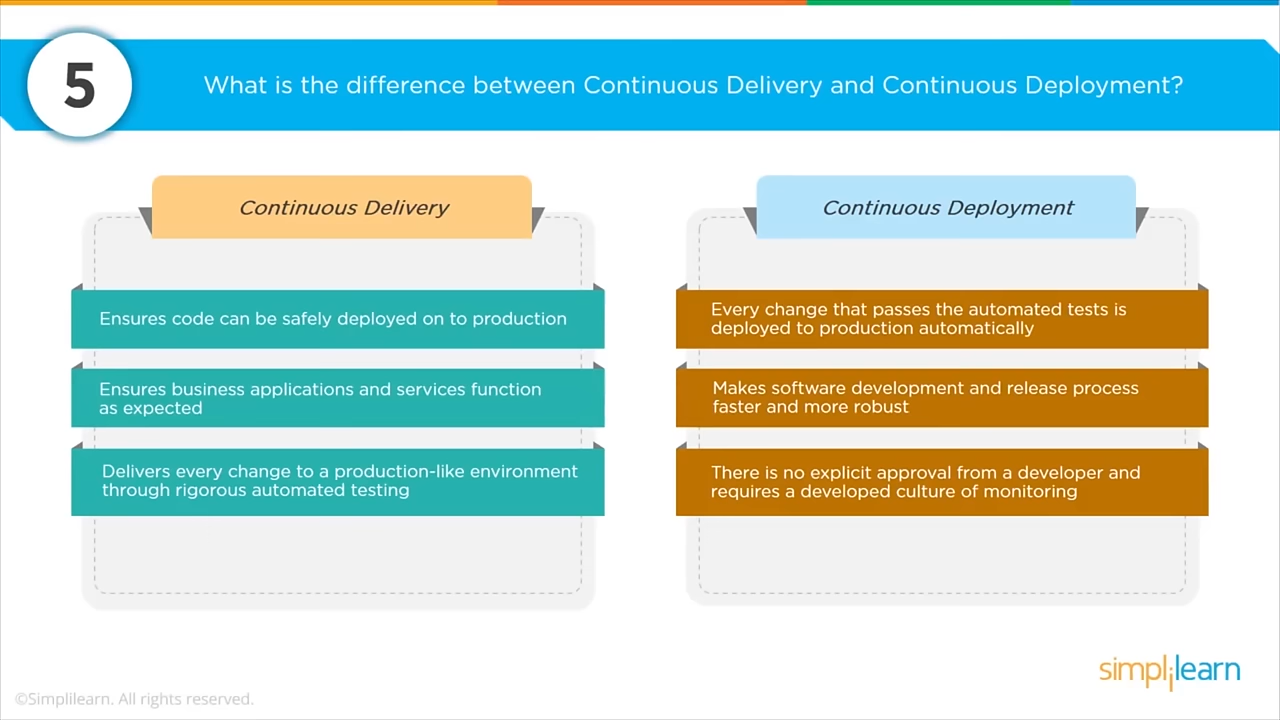 5
What is the difference between Continuous Delivery and Continuous Deployment?
Continuous Delivery
Ensures code can be safely deployed on to production
Ensures business applications and services function
as expected
Delivers every change to a production-like environment
through rigorous automated testing
Continuous Deployment
Every change that passes the automated tests is
deployed to production automatically
Makes software development and release process
faster and more robust
There is no explicit approval from a developer and
requires a developed culture of monitoring
simplilearn
©Simplilearn. All rights reserved.